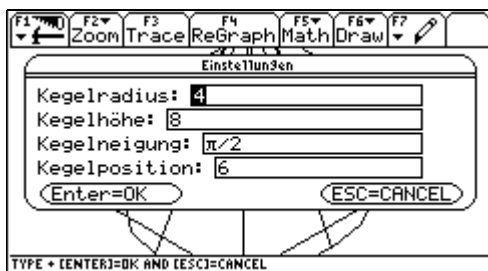 F1 F2 F3 F4 F5 F6 F7
Zoom Trace ReGraph Math Draw
Einstellungen
Kegelradius: 4
Kegelhöhe: 8
Kegelneigung: π/2
Kegelposition: 6
Enter=OK ESC=CANCEL
TYPE + [ENTER]=OK AND [ESC]=CANCEL